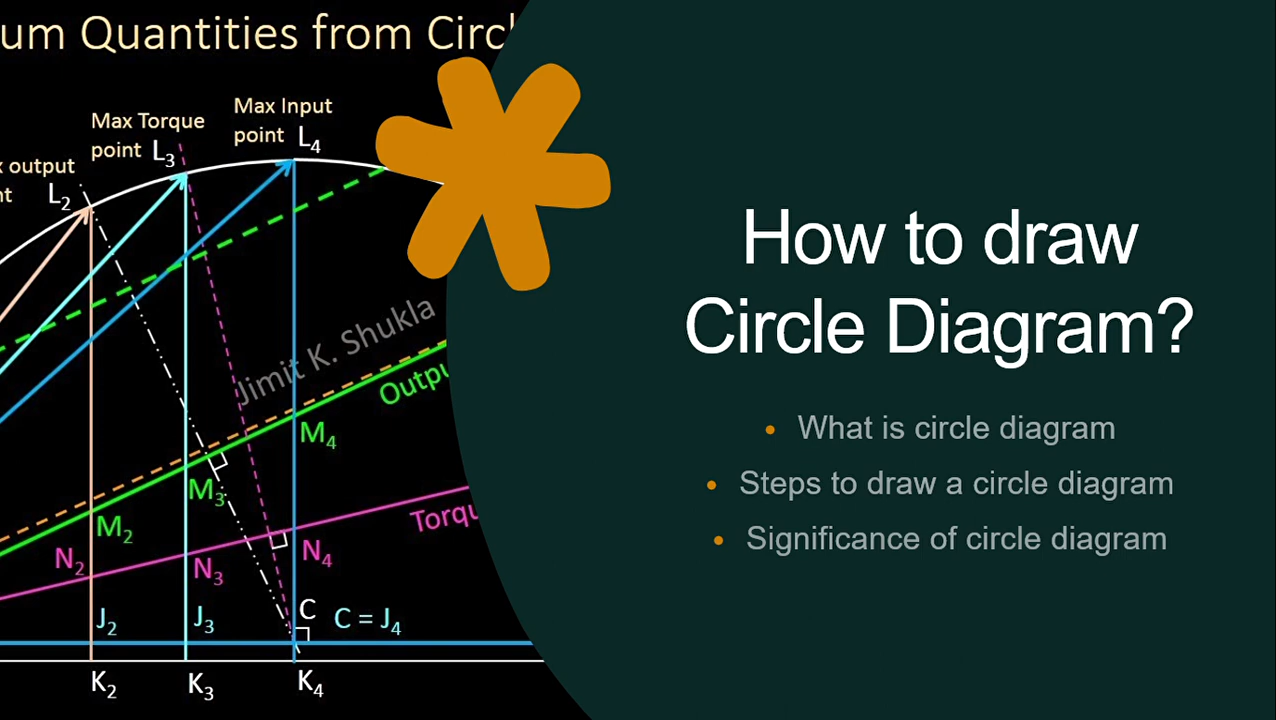 um Quantities from Circ
Max Input
point L₄
Max Torque
point L₃
x output
nt L₂
Jimit K. Shukla
Outpu
M₄
M₃
M₂
Torqu
N₂
N₃
N₄
J₂
J₃
C
C = J₄
K₂
K₃
K₄
How to draw
Circle Diagram?
• What is circle diagram
• Steps to draw a circle diagram
• Significance of circle diagram